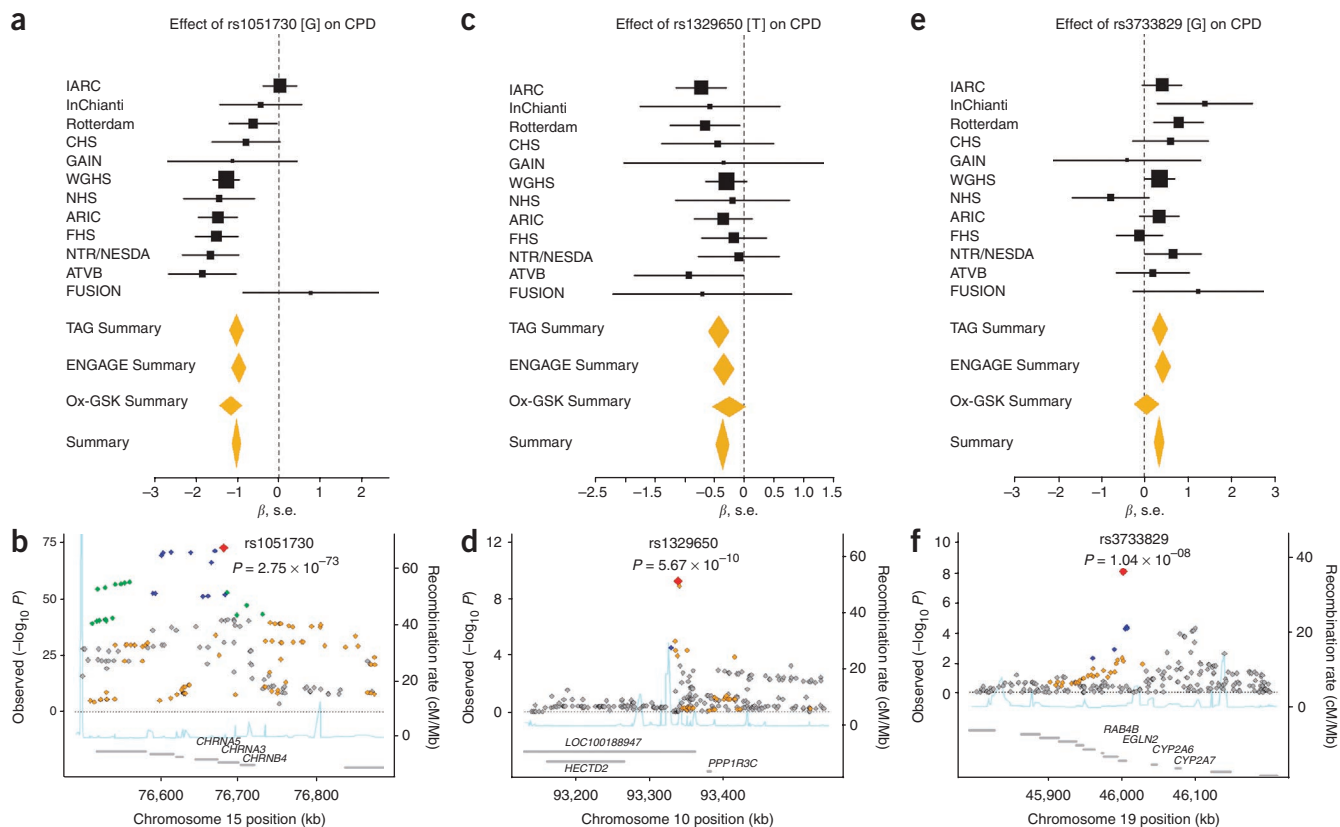 a
Effect of rs1051730 [G] on CPD
IARC
InChianti
Rotterdam
CHS
GAIN
WGHS
NHS
ARIC
FHS
NTR/NESDA
ATVB
FUSION
TAG Summary
ENGAGE Summary
Ox-GSK Summary
Summary
–3 –2 –1 0 1 2
β, s.e.
c
Effect of rs1329650 [T] on CPD
IARC
InChianti
Rotterdam
CHS
GAIN
WGHS
NHS
ARIC
FHS
NTR/NESDA
ATVB
FUSION
TAG Summary
ENGAGE Summary
Ox-GSK Summary
Summary
–2.5 –1.5 –0.5 0 0.5 1.5
β, s.e.
e
Effect of rs3733829 [G] on CPD
IARC
InChianti
Rotterdam
CHS
GAIN
WGHS
NHS
ARIC
FHS
NTR/NESDA
ATVB
FUSION
TAG Summary
ENGAGE Summary
Ox-GSK Summary
Summary
–3 –2 –1 0 1 2 3
β, s.e.
b
rs1051730
P = 2.75 × 10–73
Observed (–log10 P)
75
50
25
0
Recombination rate (cM/Mb)
60
40
20
0
CHRNA5
CHRNA3
CHRNB4
76,600 76,700 76,800
Chromosome 15 position (kb)
d
rs1329650
P = 5.67 × 10–10
Observed (–log10 P)
12
10
8
6
4
2
0
Recombination rate (cM/Mb)
60
40
20
0
LOC100188947
HECTD2
PPP1R3C
93,200 93,300 93,400
Chromosome 10 position (kb)
f
rs3733829
P = 1.04 × 10–08
Observed (–log10 P)
10
8
6
4
2
0
Recombination rate (cM/Mb)
40
20
0
RAB4B
EGLN2
CYP2A6
CYP2A7
45,900 46,000 46,100
Chromosome 19 position (kb)